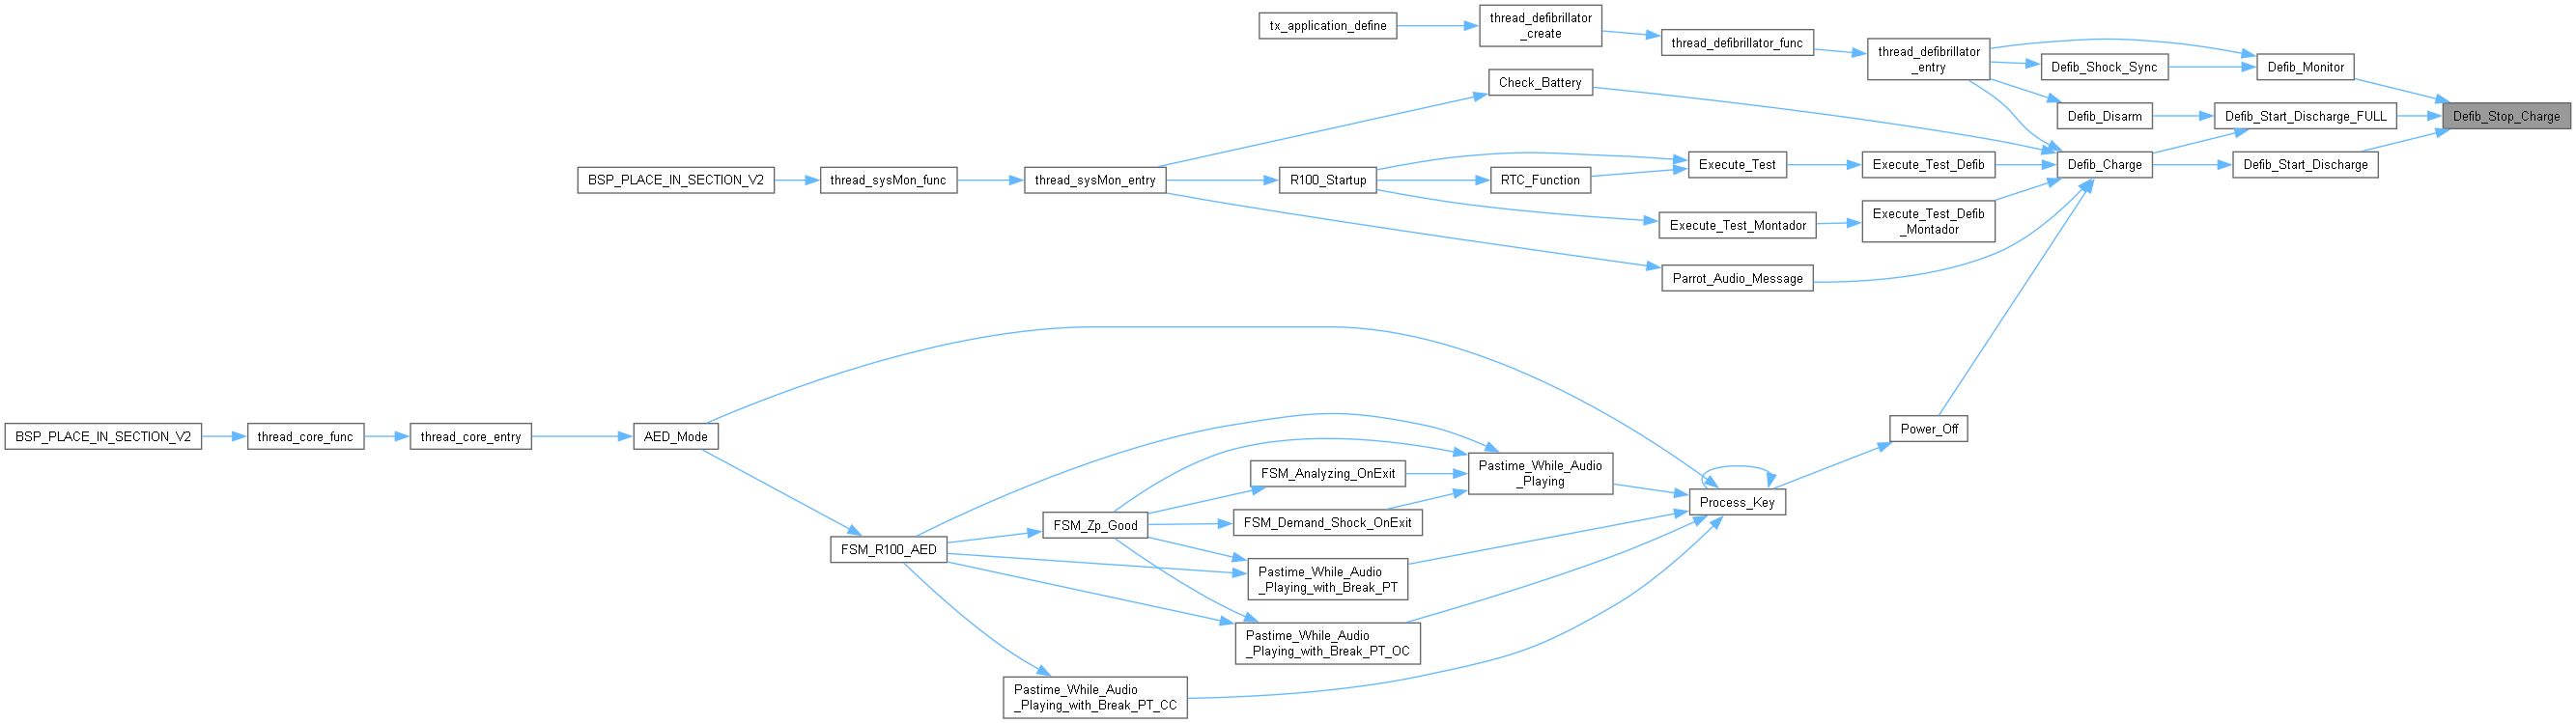 tx_application_define
thread_defibrillator
_create
thread_defibrillator_func
thread_defibrillator
_entry
Defib_Shock_Sync
Defib_Monitor
Check_Battery
Defib_Disarm
Defib_Start_Discharge_FULL
Defib_Stop_Charge
BSP_PLACE_IN_SECTION_V2
thread_sysMon_func
thread_sysMon_entry
R100_Startup
RTC_Function
Execute_Test
Execute_Test_Defib
Defib_Charge
Defib_Start_Discharge
Execute_Test_Montador
Execute_Test_Defib
_Montador
Parrot_Audio_Message
BSP_PLACE_IN_SECTION_V2
thread_core_func
thread_core_entry
AED_Mode
Power_Off
FSM_Analyzing_OnExit
Pastime_While_Audio
_Playing
Process_Key
FSM_Zp_Good
FSM_Demand_Shock_OnExit
FSM_R100_AED
Pastime_While_Audio
_Playing_with_Break_PT
Pastime_While_Audio
_Playing_with_Break_PT_OC
Pastime_While_Audio
_Playing_with_Break_PT_CC